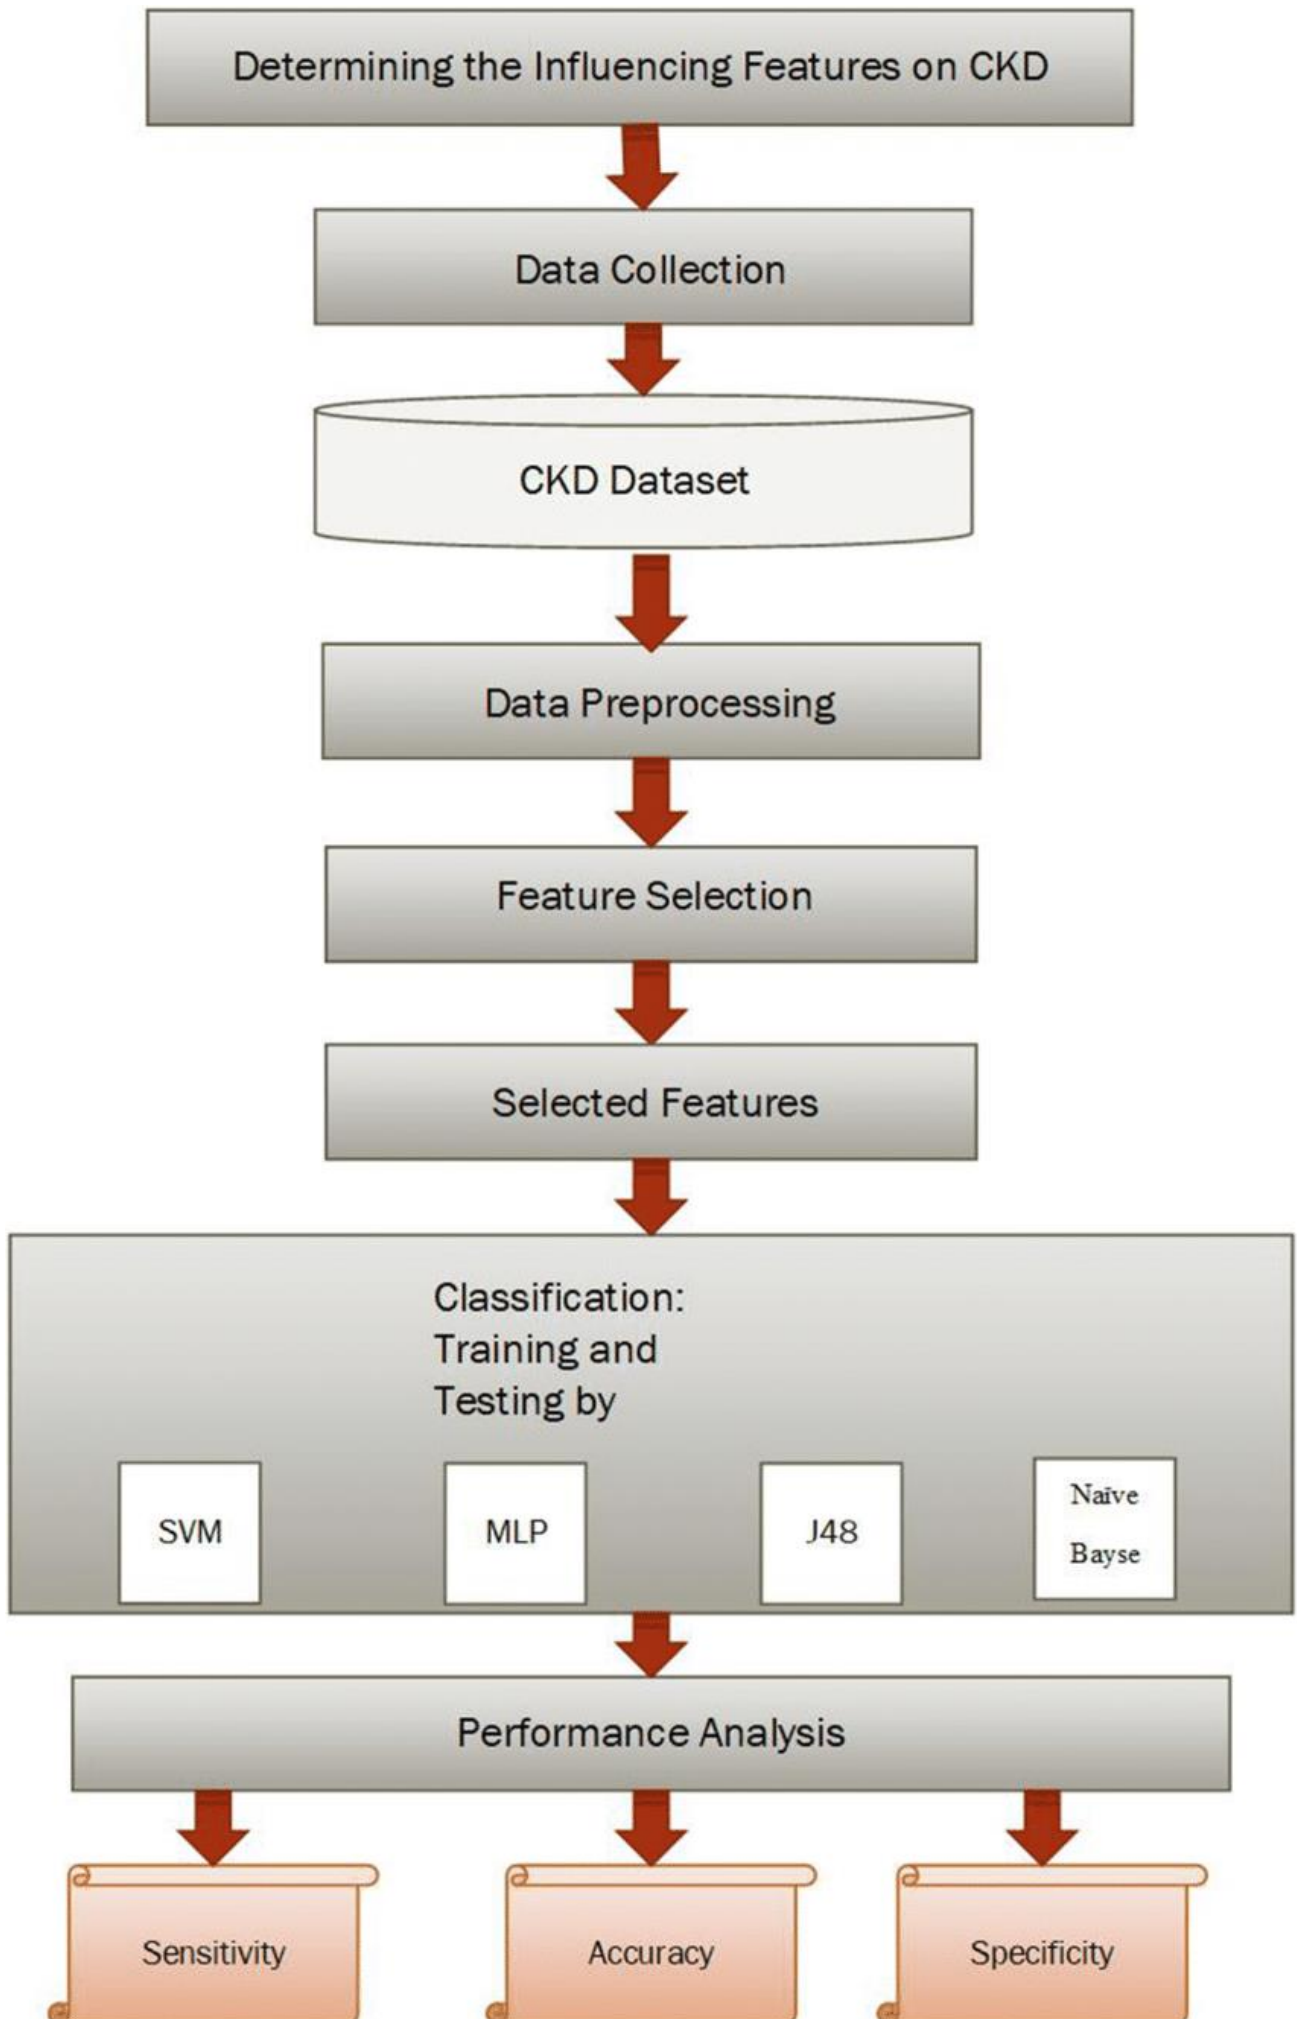 Determining the Influencing Features on CKD
Data Collection
CKD Dataset
Data Preprocessing
Feature Selection
Selected Features
Classification:
Training and
Testing by
SVM
MLP
J48
Naïve
Bayse
Performance Analysis
Sensitivity
Accuracy
Specificity